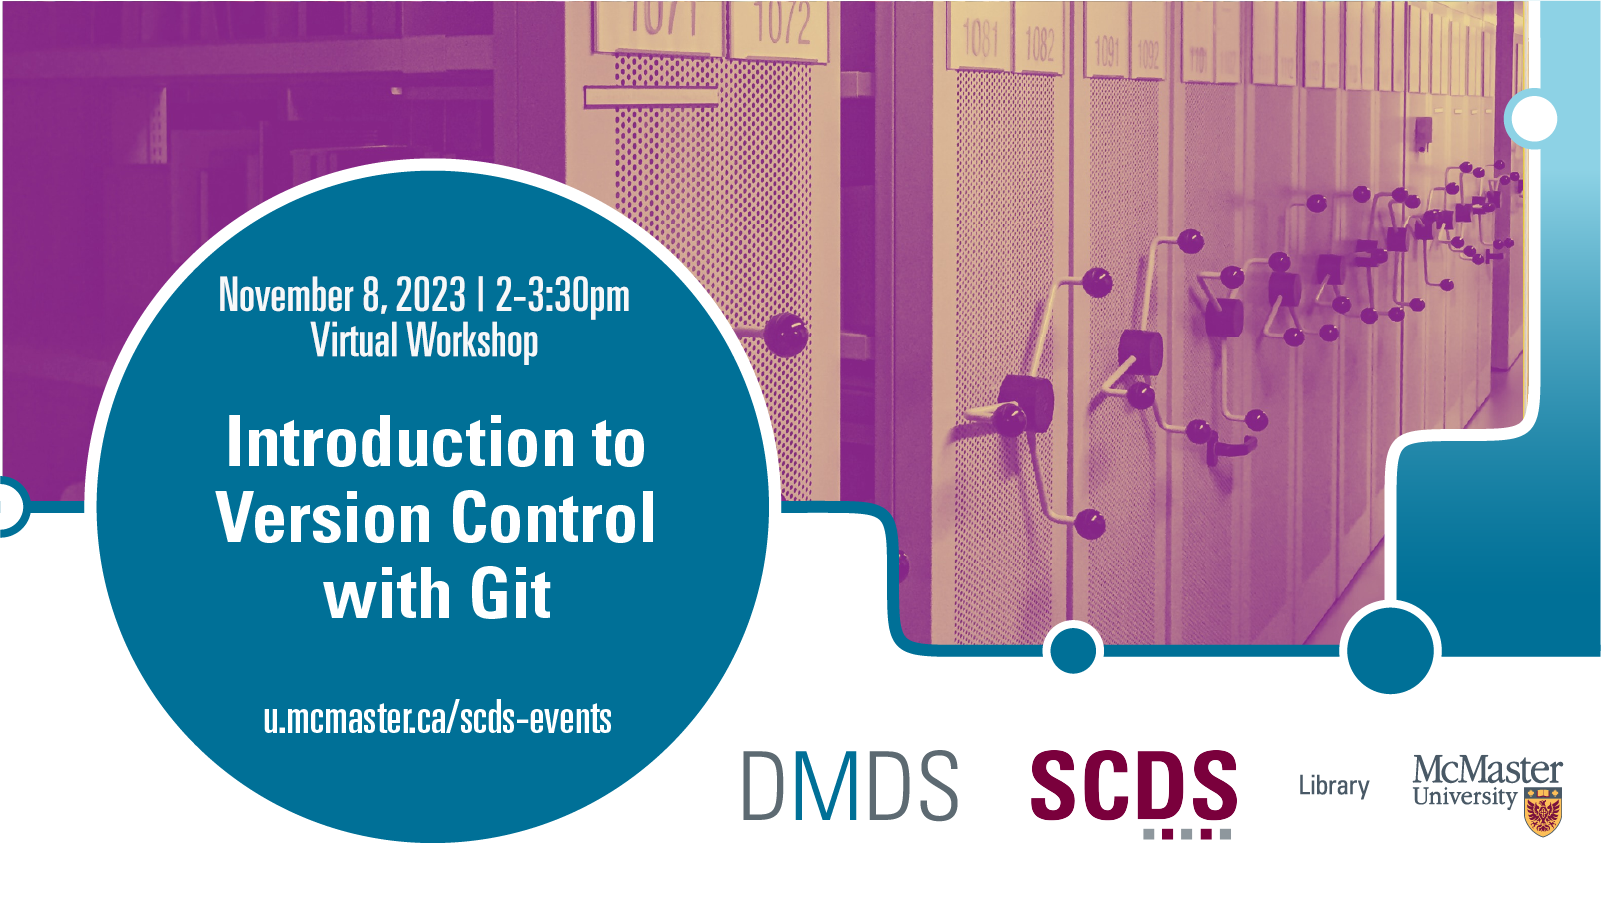 1071 1072
1081 1082
1091 1092
1101
November 8, 2023 | 2-3:30pm
Virtual Workshop
Introduction to
Version Control
with Git
u.mcmaster.ca/scds-events
DMDS
SCDS
Library
McMaster
University